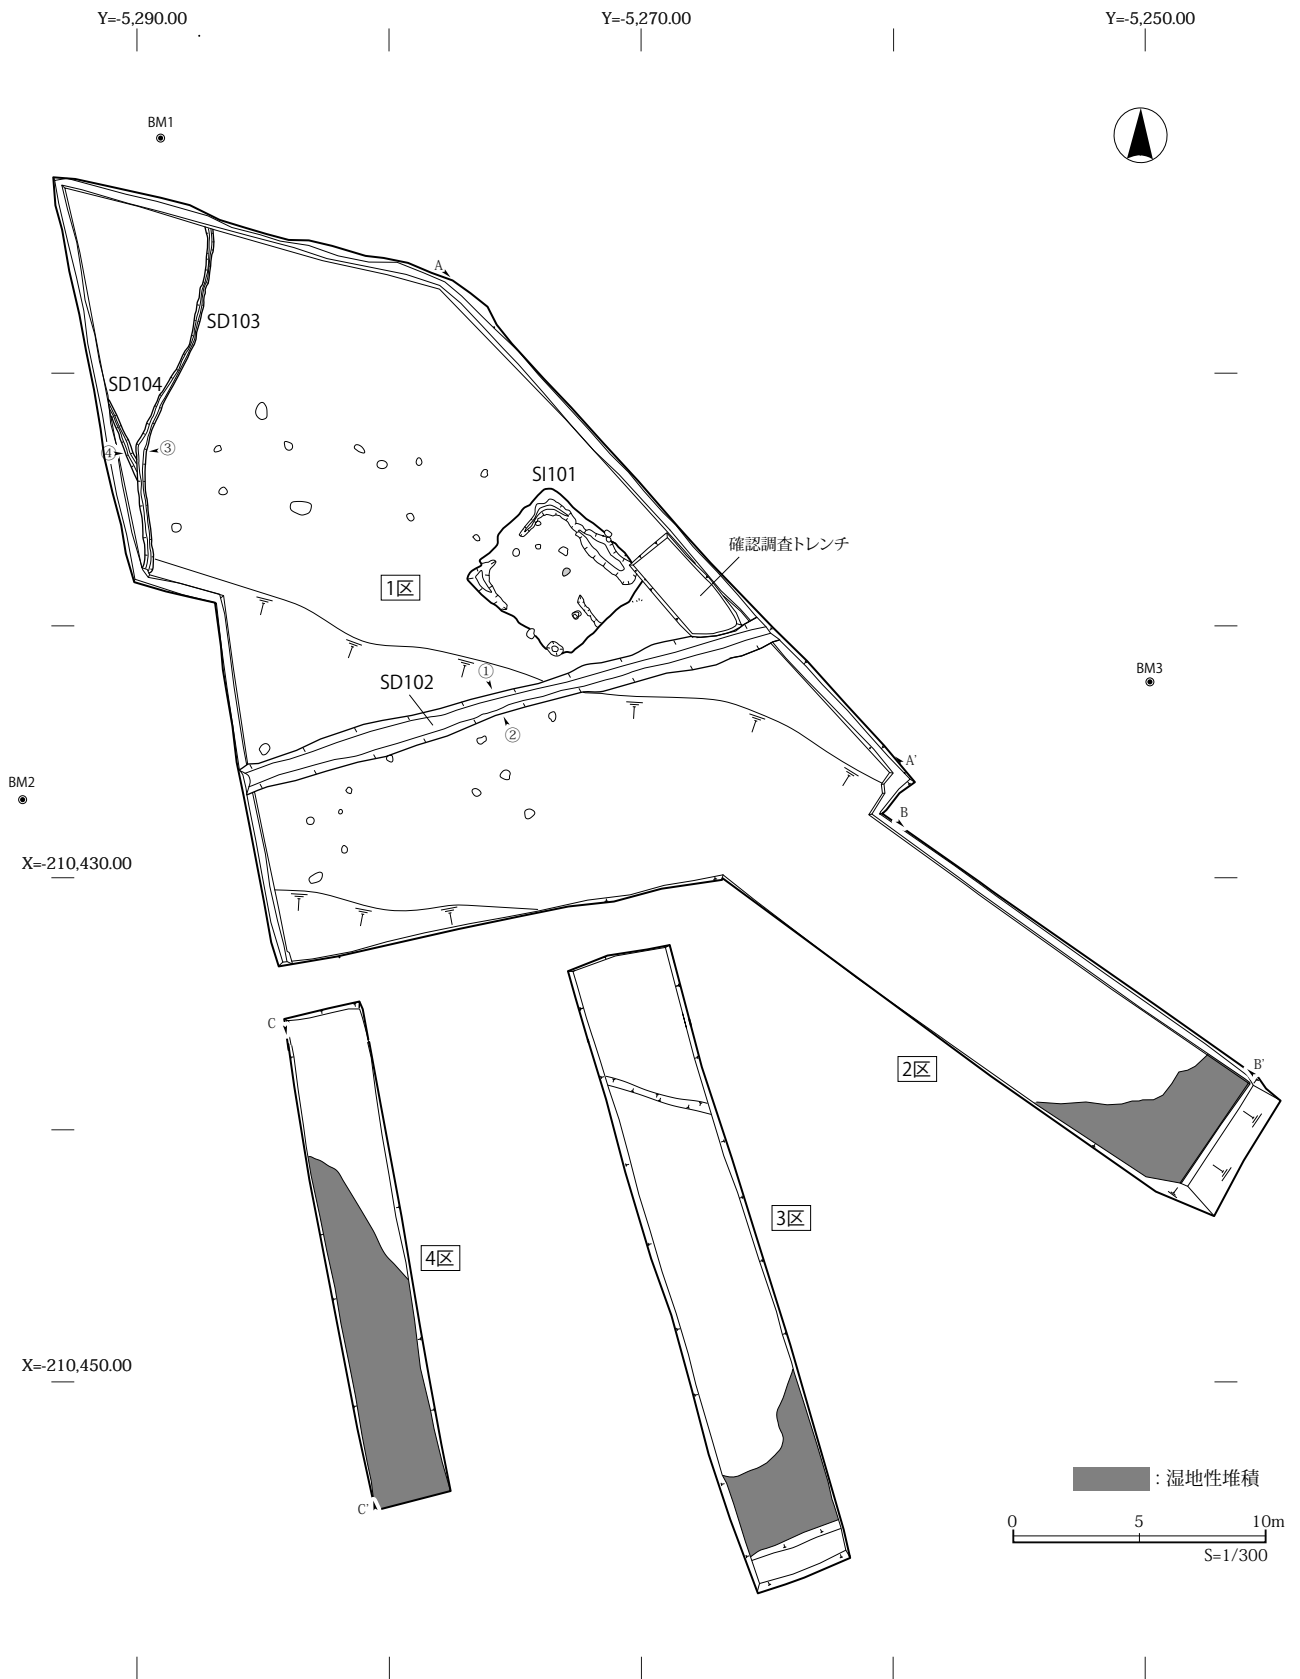 Y=-5,290.00
Y=-5,270.00
Y=-5,250.00
BM1
A
SD103
SD104
③
④
SI101
確認調査トレンチ
1区
BM3
①
SD102
②
A'
BM2
B
X=-210,430.00
C
B'
2区
3区
4区
X=-210,450.00
：湿地性堆積
C'
0 5 10m
S=1/300